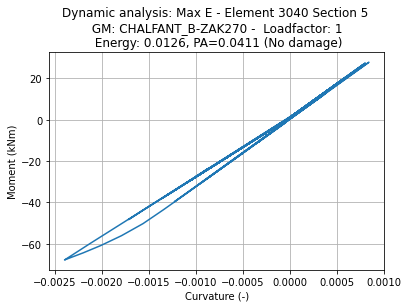 Dynamic analysis: Max E - Element 3040 Section 5
GM: CHALFANT_B-ZAK270 - Loadfactor: 1
Energy: 0.0126, PA=0.0411 (No damage)
20
0
−20
−40
−60
Moment (kNm)
−0.0025 −0.0020 −0.0015 −0.0010 −0.0005 0.0000 0.0005 0.0010
Curvature (-)